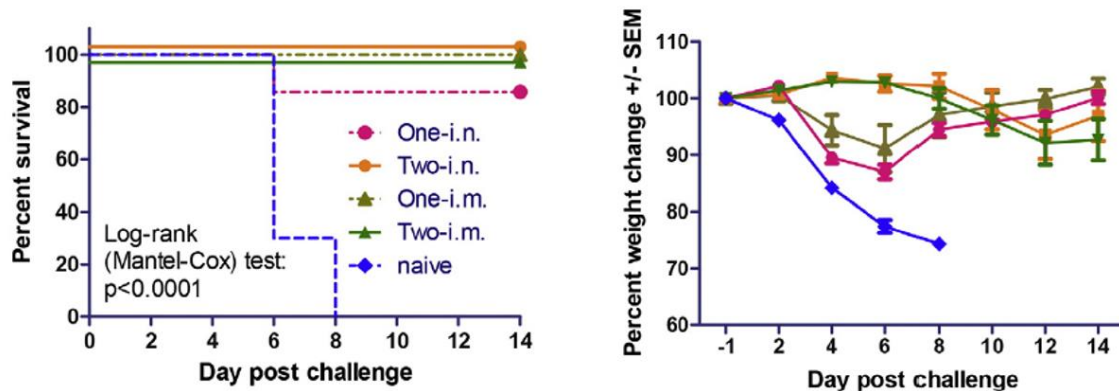 Percent survival
100
80
60
40
20
0
One-i.n.
Two-i.n.
One-i.m.
Two-i.m.
naive
Log-rank
(Mantel-Cox) test:
p<0.0001
0 2 4 6 8 10 12 14
Day post challenge
Percent weight change +/- SEM
110
100
90
80
70
60
-1 2 4 6 8 10 12 14
Day post challenge